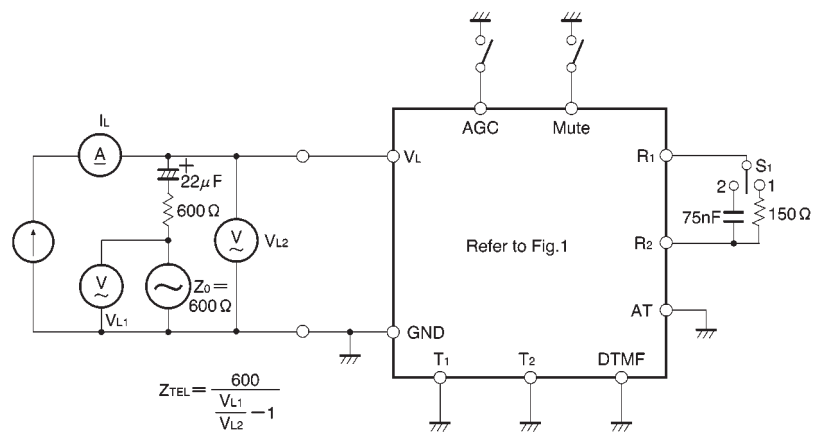 AGC
Mute
IL
A
+
22μF
600Ω
V
VL1
Z0=
600Ω
V
VL2
VL
GND
Refer to Fig.1
R1
R2
AT
T1
T2
DTMF
S1
2
1
75nF
150Ω
ZTEL= 600
VL1
VL2 −1